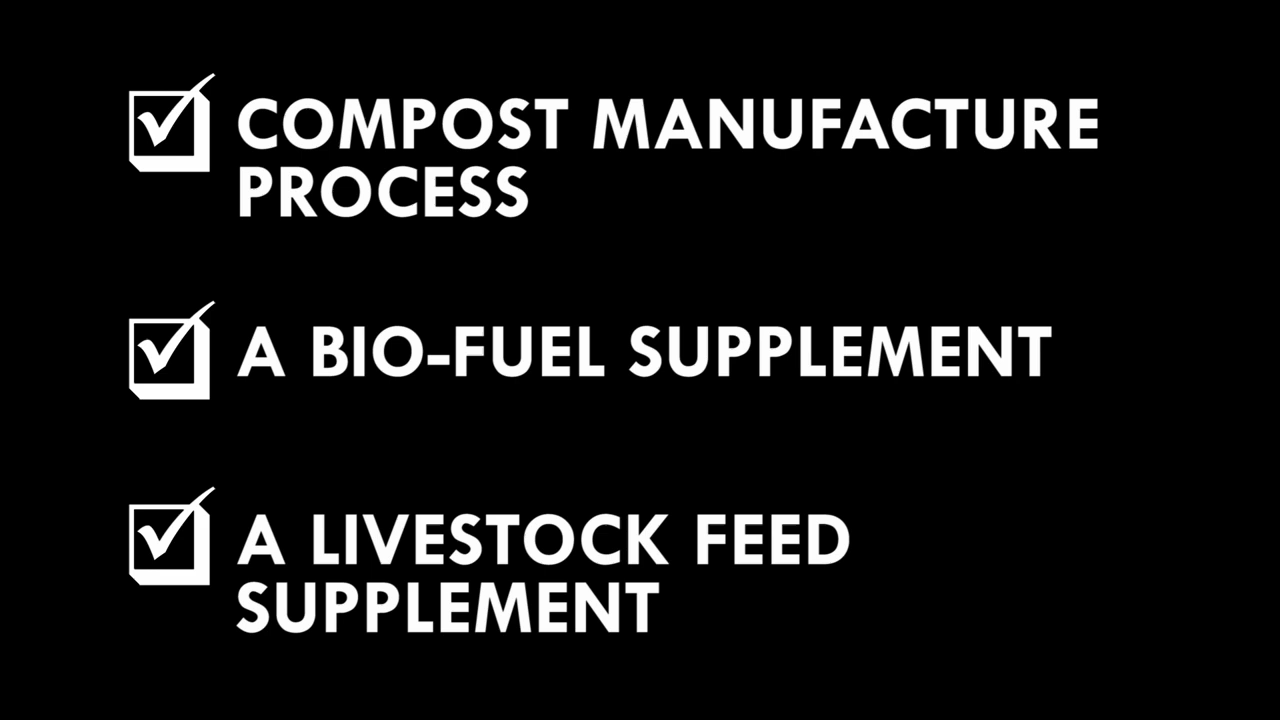 COMPOST MANUFACTURE
PROCESS
A BIO-FUEL SUPPLEMENT
A LIVESTOCK FEED
SUPPLEMENT